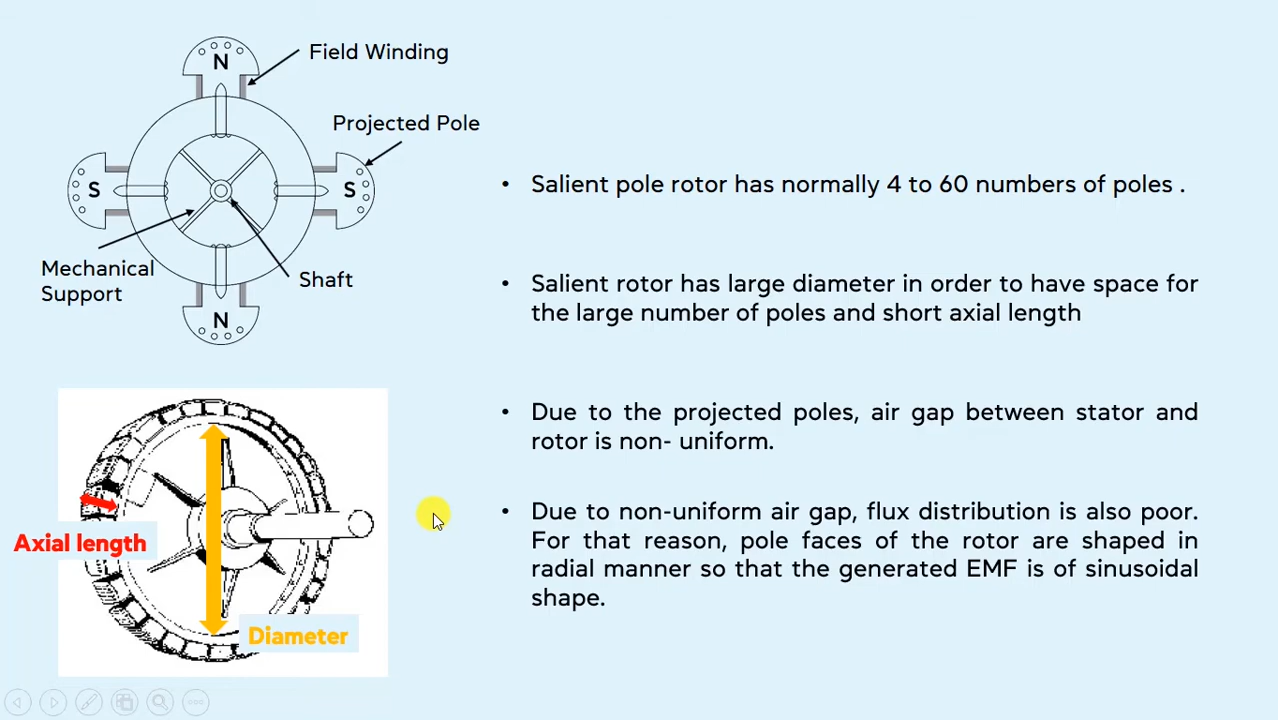 N
Field Winding
Projected Pole
S
S
Mechanical
Support
Shaft
N
• Salient pole rotor has normally 4 to 60 numbers of poles .
• Salient rotor has large diameter in order to have space for
the large number of poles and short axial length
• Due to the projected poles, air gap between stator and
rotor is non- uniform.
• Due to non-uniform air gap, flux distribution is also poor.
For that reason, pole faces of the rotor are shaped in
radial manner so that the generated EMF is of sinusoidal
shape.
Axial length
Diameter